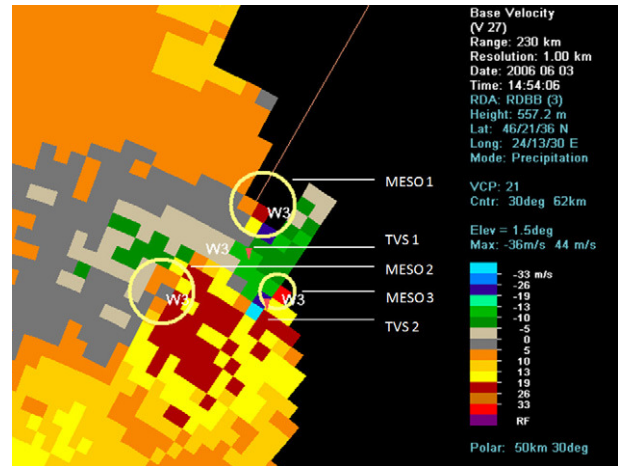 Base Velocity
(V 27)
Range: 230 km
Resolution: 1.00 km
Date: 2006 06 03
Time: 14:54:06
RDA: RDBB (3)
Height: 557.2 m
Lat: 46/21/36 N
Long: 24/13/30 E
Mode: Precipitation
VCP: 21
Cntr: 30deg 62km
Elev = 1.5deg
Max: -36m/s 44 m/s
-33 m/s
-26
-19
-13
-10
-5
0
5
10
13
19
26
33
RF
Polar: 50km 30deg
MESO 1
W3
TVS 1
W3
MESO 2
W3
MESO 3
W3
TVS 2